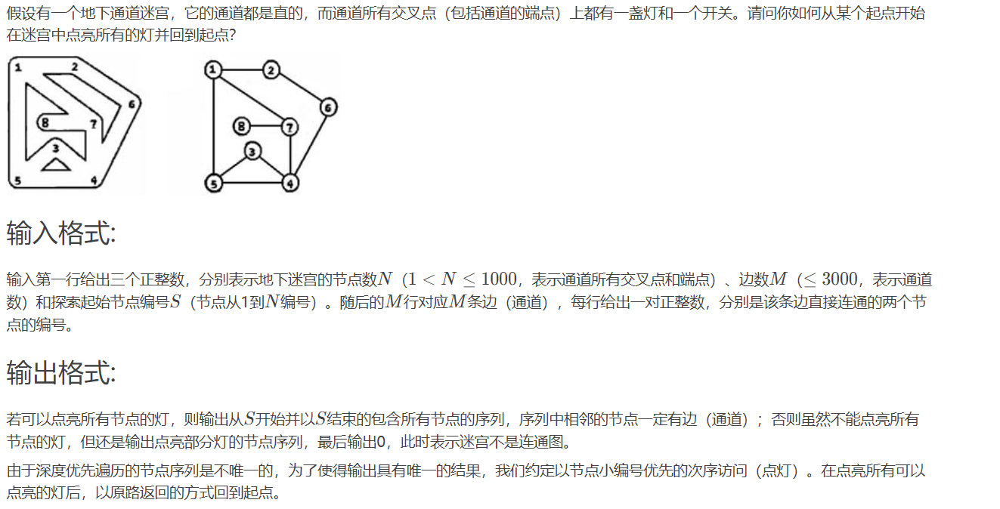 假设有一个地下通道迷宫，它的通道都是直的，而通道所有交叉点（包括通道的端点）上都有一盏灯和一个开关。请问你如何从某个起点开始
在迷宫中点亮所有的灯并回到起点？
1 2 1 2
6 6
8 7 8 7
3 3
5 4 5 4
输入格式:
输入第一行给出三个正整数，分别表示地下迷宫的节点数N（1 < N ≤ 1000，表示通道所有交叉点和端点）、边数M（≤ 3000，表示通道
数）和探索起始节点编号S（节点从1到N编号）。随后的M行对应M条边（通道），每行给出一对正整数，分别是该条边直接连通的两个节
点的编号。
输出格式:
若可以点亮所有节点的灯，则输出从S开始并以S结束的包含所有节点的序列，序列中相邻的节点一定有边（通道）；否则虽然不能点亮所有
节点的灯，但还是输出点亮部分灯的节点序列，最后输出0，此时表示迷宫不是连通图。
由于深度优先遍历的节点序列是不唯一的，为了使得输出具有唯一的结果，我们约定以节点小编号优先的次序访问（点灯）。在点亮所有可以
点亮的灯后，以原路返回的方式回到起点。